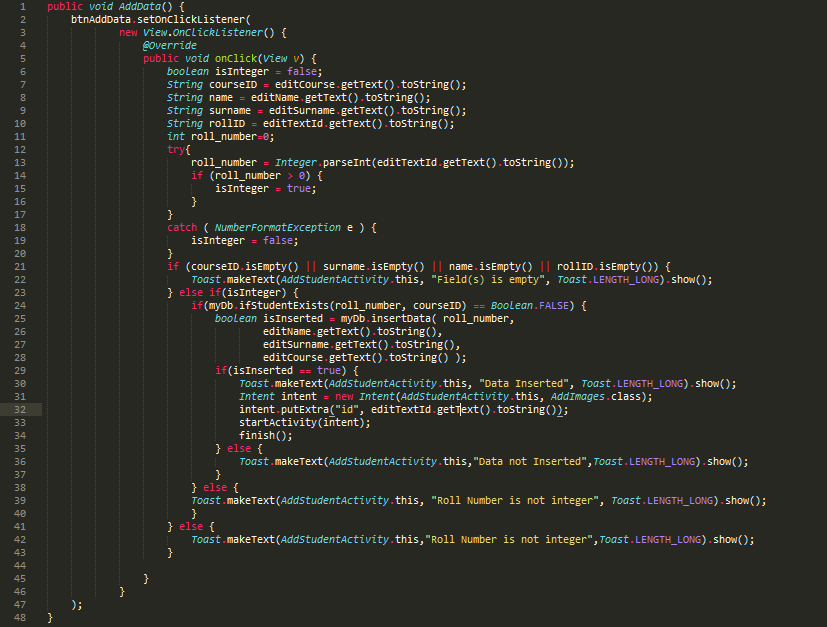 1 public void AddData() {
2 btnAddData.setOnClickListener(
3 new View.OnClickListener() {
4 @Override
5 public void onClick(View v) {
6 boolean isInteger = false;
7 String courseID = editCourse.getText().toString();
8 String name = editName.getText().toString();
9 String surname = editSurname.getText().toString();
10 String rollID = editTextId.getText().toString();
11 int roll_number=0;
12 try{
13 roll_number = Integer.parseInt(editTextId.getText().toString());
14 if (roll_number > 0) {
15 isInteger = true;
16 }
17 }
18 catch ( NumberFormatException e ) {
19 isInteger = false;
20 }
21 if (courseID.isEmpty() || surname.isEmpty() || name.isEmpty() || rollID.isEmpty()) {
22 Toast.makeText(AddStudentActivity.this, "Field(s) is empty", Toast.LENGTH_LONG).show();
23 } else if(isInteger) {
24 if(myDb.ifStudentExists(roll_number, courseID) == Boolean.FALSE) {
25 boolean isInserted = myDb.insertData( roll_number,
26 editName.getText().toString(),
27 editSurname.getText().toString(),
28 editCourse.getText().toString() );
29 if(isInserted == true) {
30 Toast.makeText(AddStudentActivity.this, "Data Inserted", Toast.LENGTH_LONG).show();
31 Intent intent = new Intent(AddStudentActivity.this, AddImages.class);
32 intent.putExtra("id", editTextId.getText().toString());
33 startActivity(intent);
34 finish();
35 } else {
36 Toast.makeText(AddStudentActivity.this,"Data not Inserted",Toast.LENGTH_LONG).show();
37 }
38 } else {
39 Toast.makeText(AddStudentActivity.this, "Roll Number is not integer", Toast.LENGTH_LONG).show();
40 }
41 } else {
42 Toast.makeText(AddStudentActivity.this,"Roll Number is not integer",Toast.LENGTH_LONG).show();
43 }
44
45 }
46 }
47 );
48 }